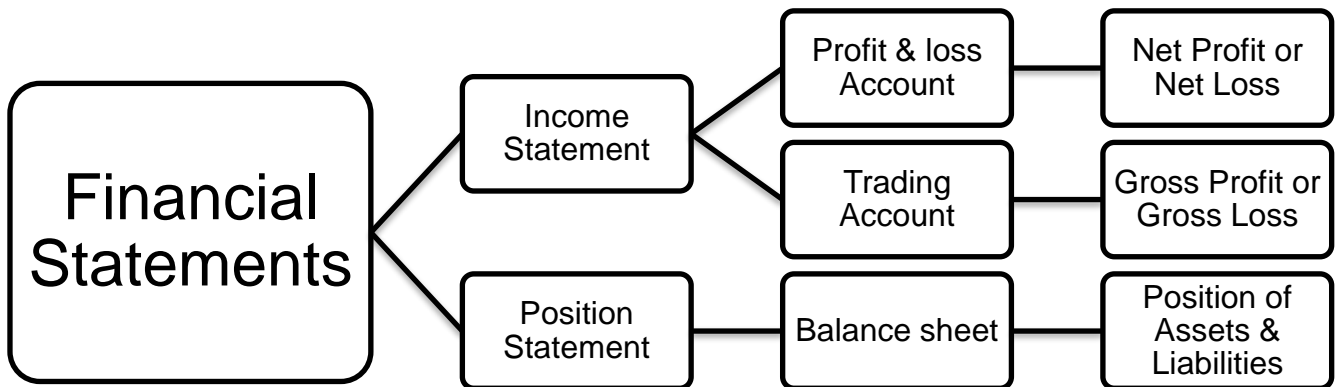 Financial
Statements
Income
Statement
Profit & loss
Account
Net Profit or
Net Loss
Trading
Account
Gross Profit or
Gross Loss
Position
Statement
Balance sheet
Position of
Assets &
Liabilities